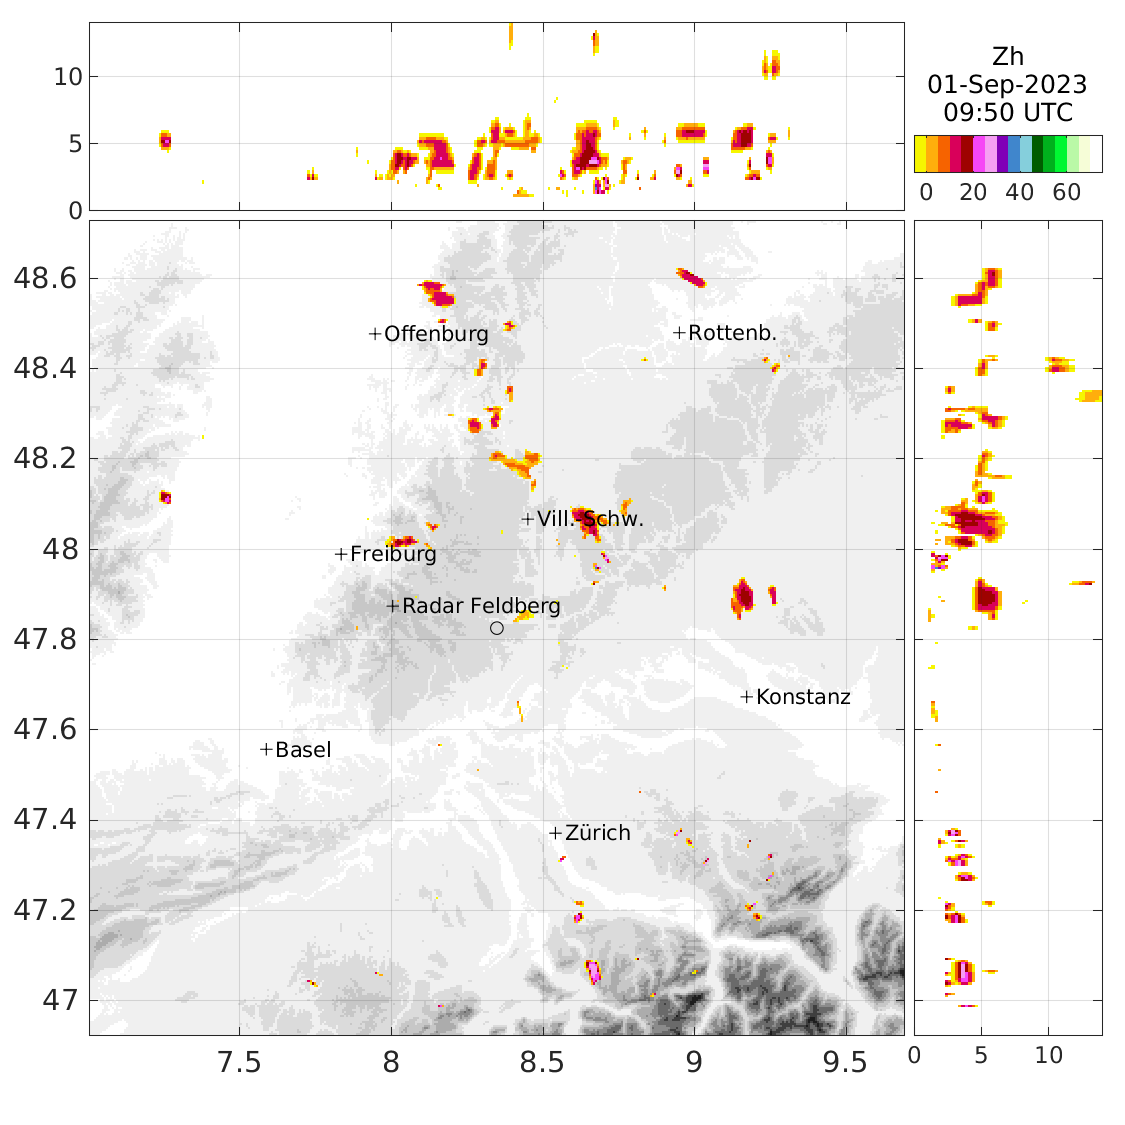 10
5
0
Zh
01-Sep-2023
09:50 UTC
0 20 40 60
48.6
48.4
48.2
48
47.8
47.6
47.4
47.2
47
+Offenburg
+Rottenb.
+Vill.-Schw.
+Freiburg
+Radar Feldberg
+Konstanz
+Basel
+Zürich
7.5 8 8.5 9 9.5
0 5 10